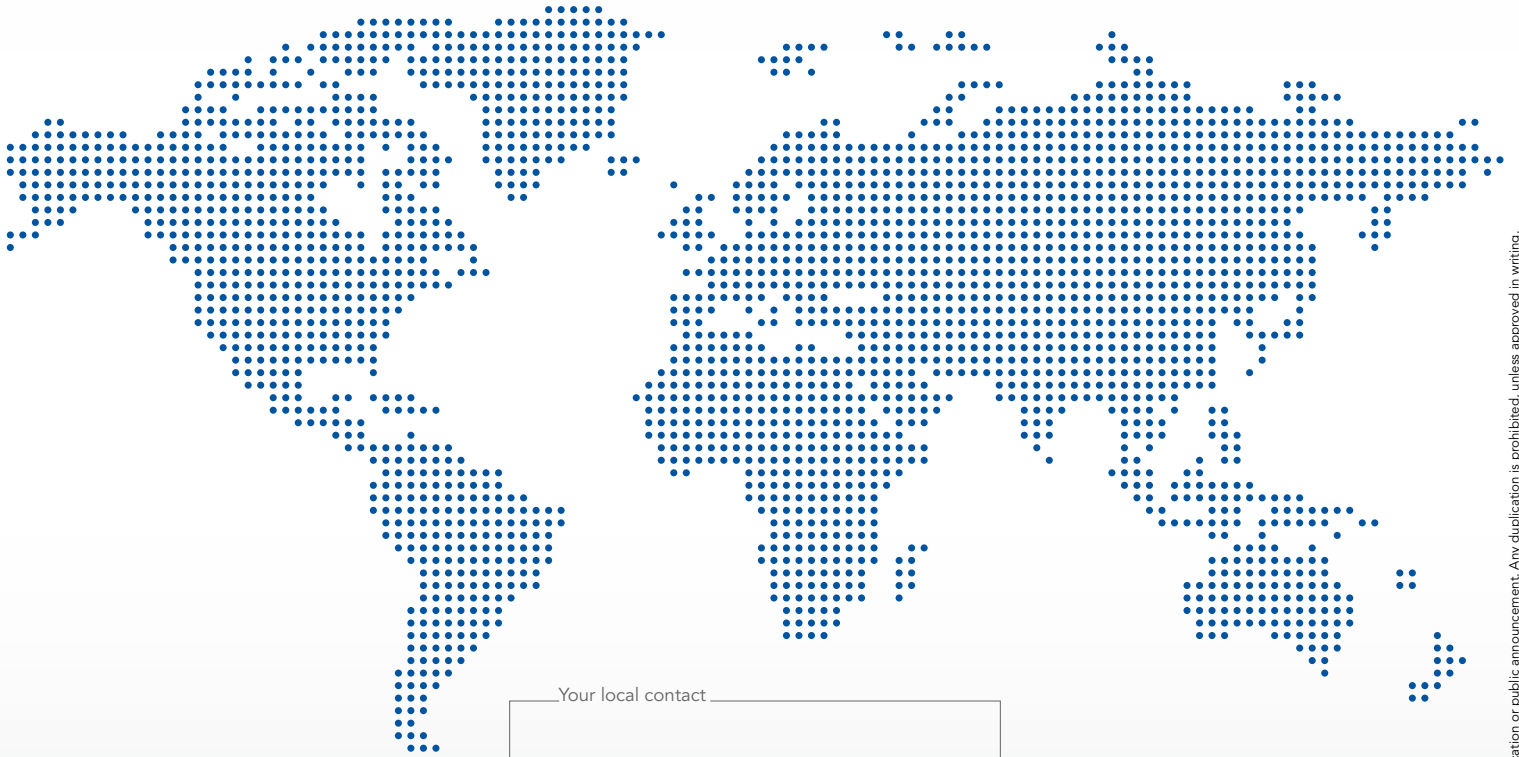 Your local contact
ation or public announcement. Any duplication is prohibited, unless approved in writing.